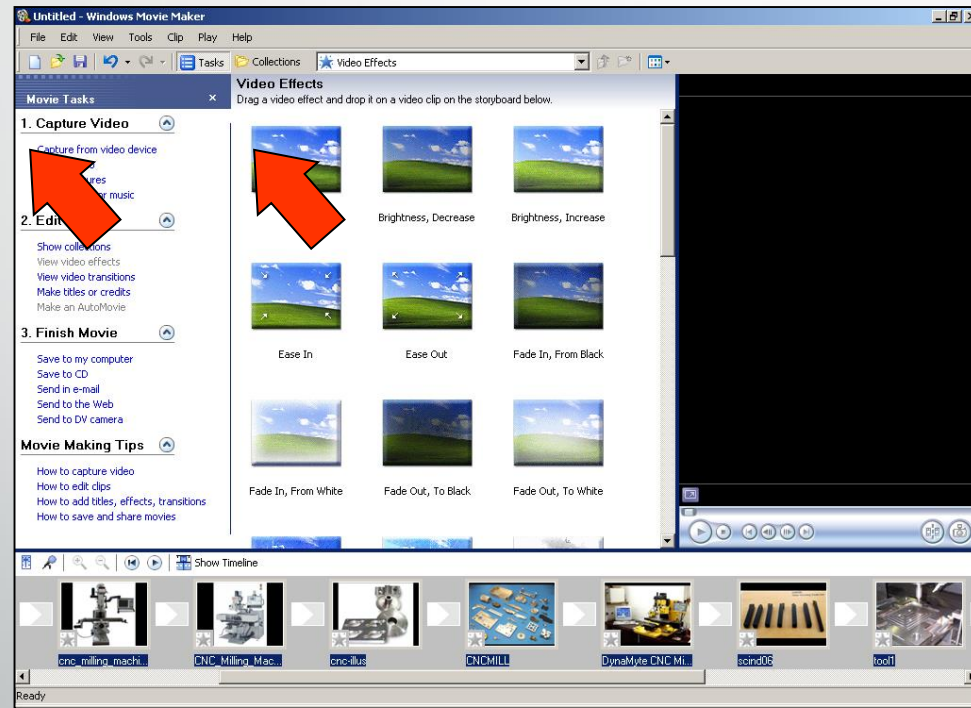 Untitled - Windows Movie Maker
File Edit View Tools Clip Play Help
Tasks Collections Video Effects
Movie Tasks
Video Effects
Drag a video effect and drop it on a video clip on the storyboard below.
1. Capture Video
Capture from video device
or music
2. Edit
Show collections
View video effects
View video transitions
Make titles or credits
Make an AutoMovie
3. Finish Movie
Save to my computer
Save to CD
Send in e-mail
Send to the Web
Send to DV camera
Movie Making Tips
How to capture video
How to edit clips
How to add titles, effects, transitions
How to save and share movies
Brightness, Decrease
Brightness, Increase
Ease In
Ease Out
Fade In, From Black
Fade In, From White
Fade Out, To Black
Fade Out, To White
Show Timeline
cnc_milling_machi...
CNC_Milling_Mac...
cnc-illus
CNCMILL
DynaMyte CNC Mi...
scind06
tool1
Ready